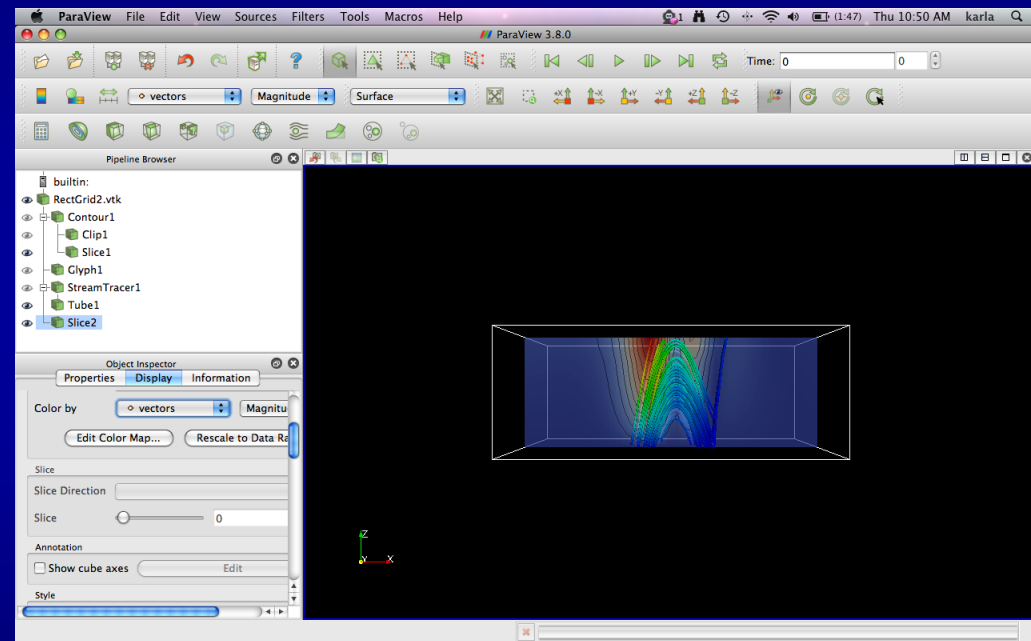 ParaView File Edit View Sources Filters Tools Macros Help 1 (1:47) Thu 10:50 AM karla
ParaView 3.8.0
Time: 0 0
vectors Magnitude Surface +X -X +Y -Y +Z -Z
Pipeline Browser
builtin:
RectGrid2.vtk
Contour1
Clip1
Slice1
Glyph1
StreamTracer1
Tube1
Slice2
Object Inspector
Properties Display Information
Color by vectors Magnitu
Edit Color Map... Rescale to Data Ra
Slice
Slice Direction
Slice 0
Annotation
Show cube axes Edit
Style
Z
Y X